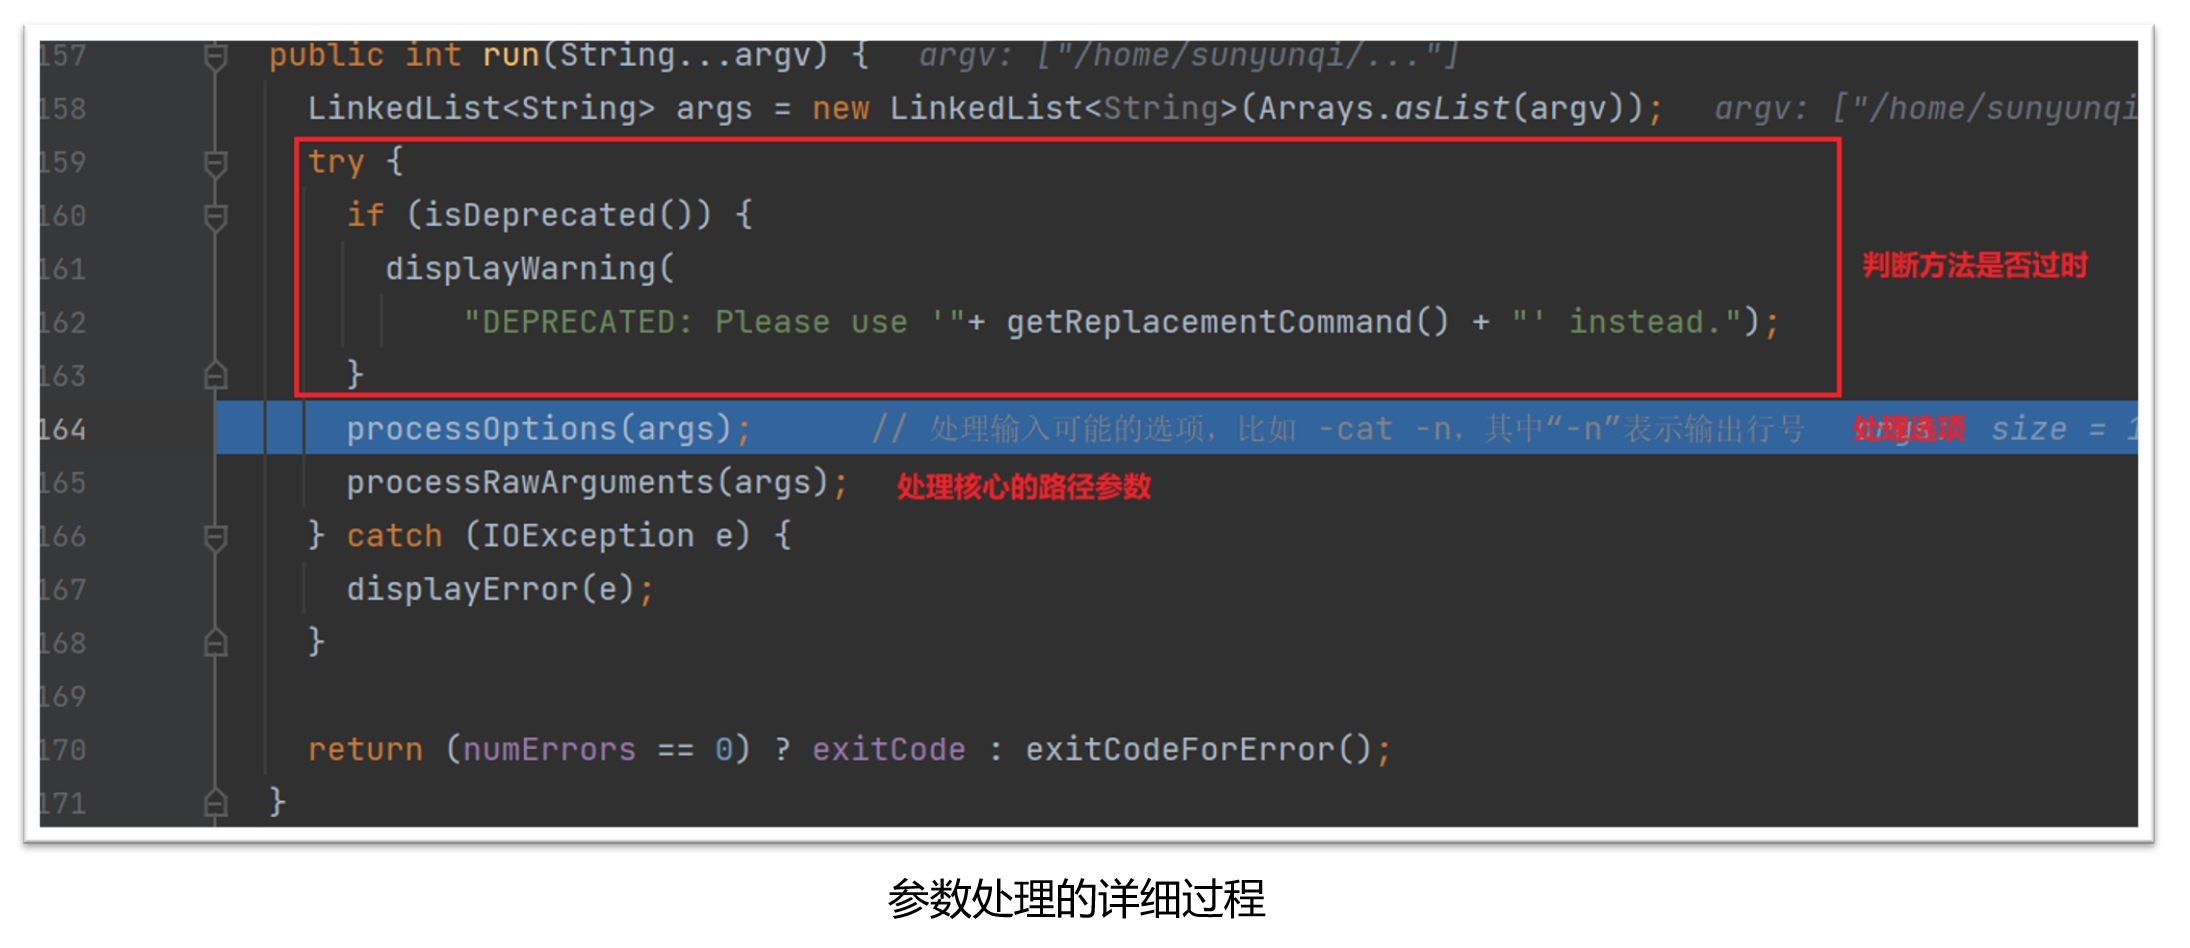 157 public int run(String...argv) { argv: ["/home/sunyunqi/..."]
158 LinkedList<String> args = new LinkedList<String>(Arrays.asList(argv)); argv: ["/home/sunyunqi
159 try {
160 if (isDeprecated()) {
161 displayWarning(
判断方法是否过时
162 "DEPRECATED: Please use '"+ getReplacementCommand() + "' instead.");
163 }
164 processOptions(args); // 处理输入可能的选项，比如 -cat -n，其中“-n”表示输出行号 处理选项 size = 1
165 processRawArguments(args); 处理核心的路径参数
166 } catch (IOException e) {
167 displayError(e);
168 }
169
170 return (numErrors == 0) ? exitCode : exitCodeForError();
171 }
参数处理的详细过程